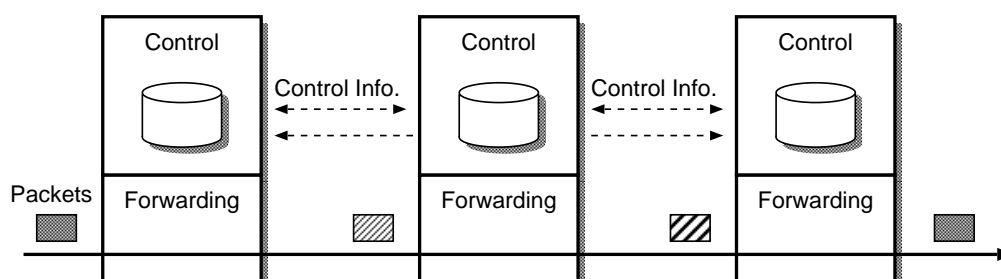 Control
Control
Control
Control Info.
Control Info.
Packets
Forwarding
Forwarding
Forwarding